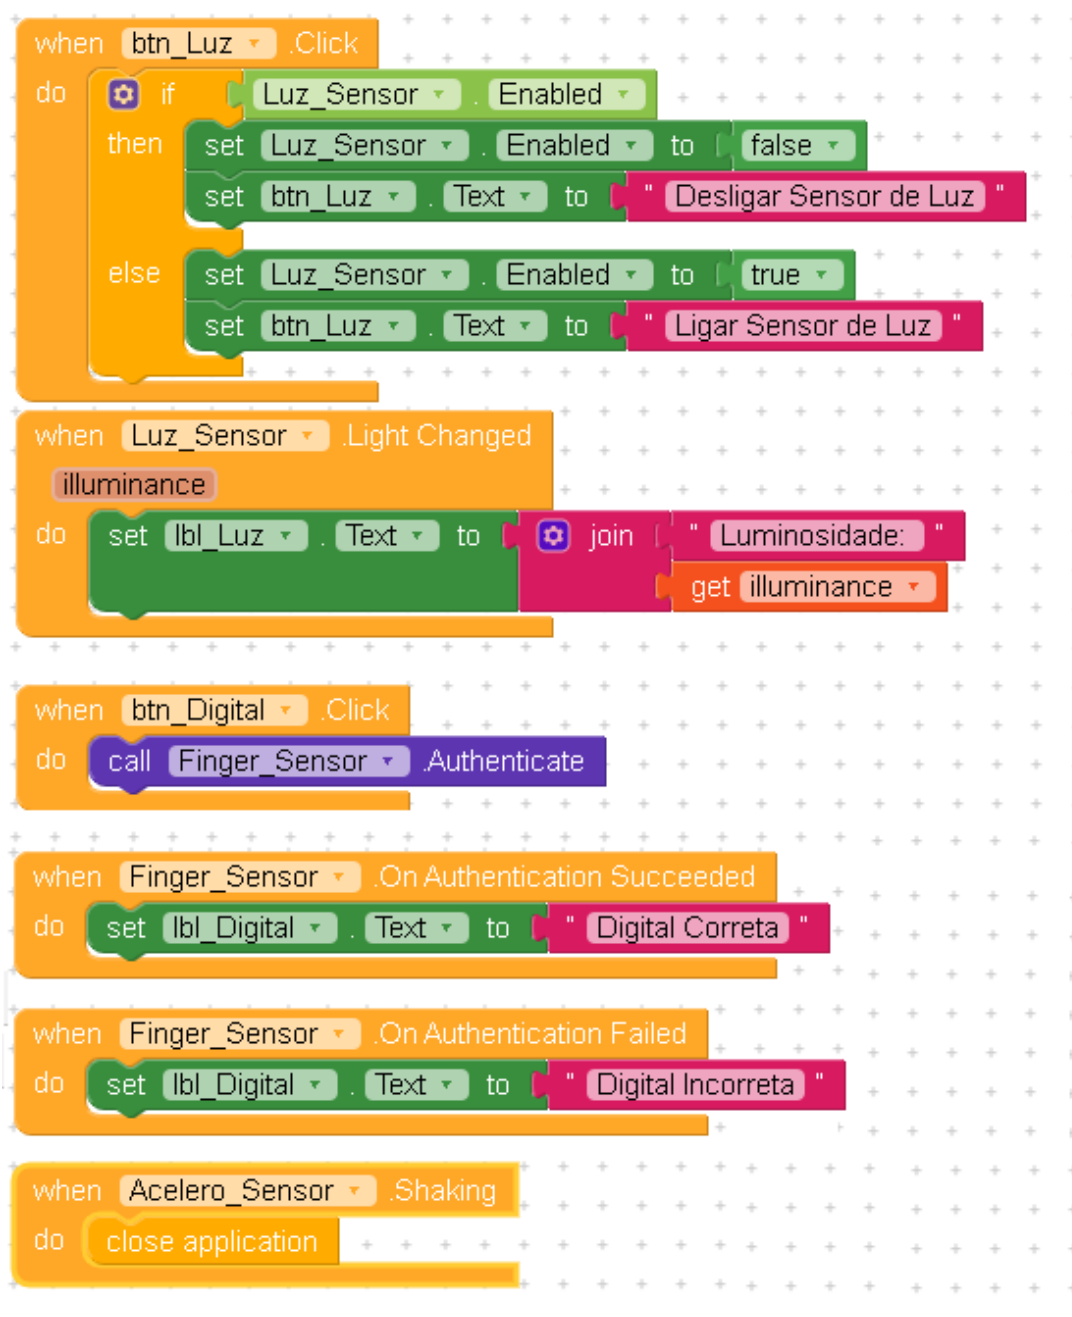 when btn_Luz .Click
do if Luz_Sensor . Enabled
then set Luz_Sensor . Enabled to false
set btn_Luz . Text to " Desligar Sensor de Luz "
else set Luz_Sensor . Enabled to true
set btn_Luz . Text to " Ligar Sensor de Luz "
when Luz_Sensor .Light Changed
illuminance
do set lbl_Luz . Text to join " Luminosidade: "
get illuminance
when btn_Digital .Click
do call Finger_Sensor .Authenticate
when Finger_Sensor .On Authentication Succeeded
do set lbl_Digital . Text to " Digital Correta "
when Finger_Sensor .On Authentication Failed
do set lbl_Digital . Text to " Digital Incorreta "
when Acelero_Sensor .Shaking
do close application